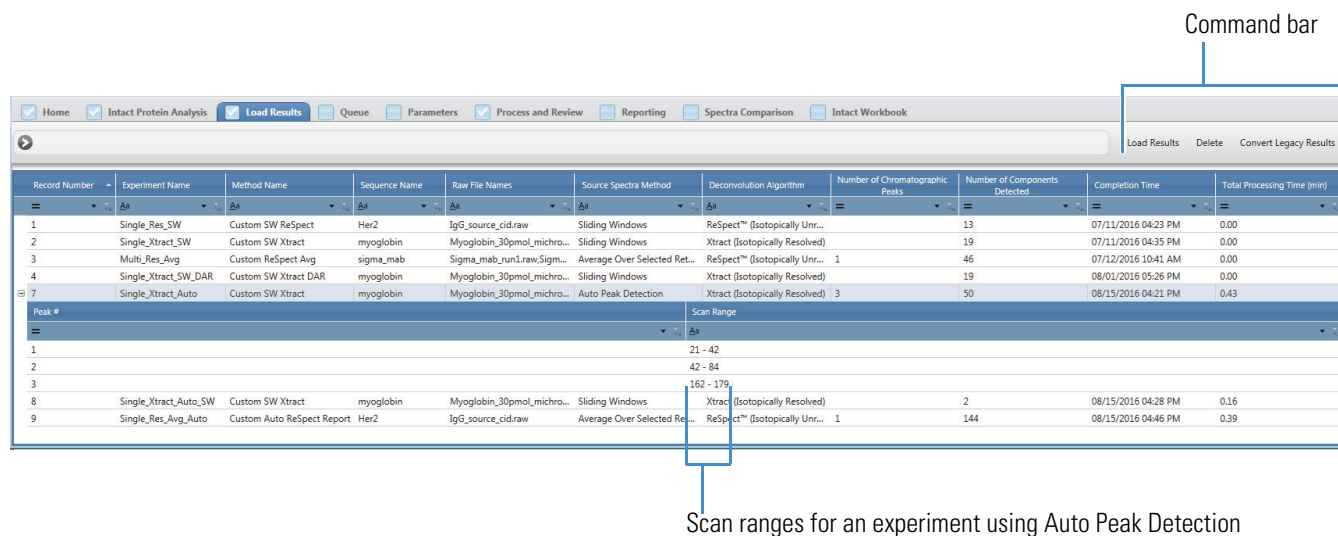 Command bar
Home Intact Protein Analysis Load Results Queue Parameters Process and Review Reporting Spectra Comparison Intact Workbook
Load Results Delete Convert Legacy Results
Record Number Experiment Name Method Name Sequence Name Raw File Names Source Spectra Method Deconvolution Algorithm Number of Chromatographic Peaks Number of Components Detected Completion Time Total Processing Time (min)
= Aa Aa Aa Aa Aa Aa = = = =
1 Single_Res_SW Custom SW ReSpect Her2 IgG_source_cid.raw Sliding Windows ReSpect™ (Isotopically Unr... 13 07/11/2016 04:23 PM 0.00
2 Single_Xtract_SW Custom SW Xtract myoglobin Myoglobin_30pmol_michro... Sliding Windows Xtract (Isotopically Resolved) 19 07/11/2016 04:35 PM 0.00
3 Multi_Res_Avg Custom ReSpect Avg sigma_mab Sigma_mab_run1.raw,Sigm... Average Over Selected Ret... ReSpect™ (Isotopically Unr... 1 46 07/12/2016 10:41 AM 0.00
4 Single_Xtract_SW_DAR Custom SW Xtract DAR myoglobin Myoglobin_30pmol_michro... Sliding Windows Xtract (Isotopically Resolved) 19 08/01/2016 05:26 PM 0.00
7 Single_Xtract_Auto Custom SW Xtract myoglobin Myoglobin_30pmol_michro... Auto Peak Detection Xtract (Isotopically Resolved) 3 50 08/15/2016 04:21 PM 0.43
Peak # Scan Range
= Aa
1 21 - 42
2 42 - 84
3 162 - 179
8 Single_Xtract_Auto_SW Custom SW Xtract myoglobin Myoglobin_30pmol_michro... Sliding Windows Xtract (Isotopically Resolved) 2 08/15/2016 04:28 PM 0.16
9 Single_Res_Avg_Auto Custom Auto ReSpect Report Her2 IgG_source_cid.raw Average Over Selected Re... ReSpect™ (Isotopically Unr... 1 144 08/15/2016 04:46 PM 0.39
Scan ranges for an experiment using Auto Peak Detection